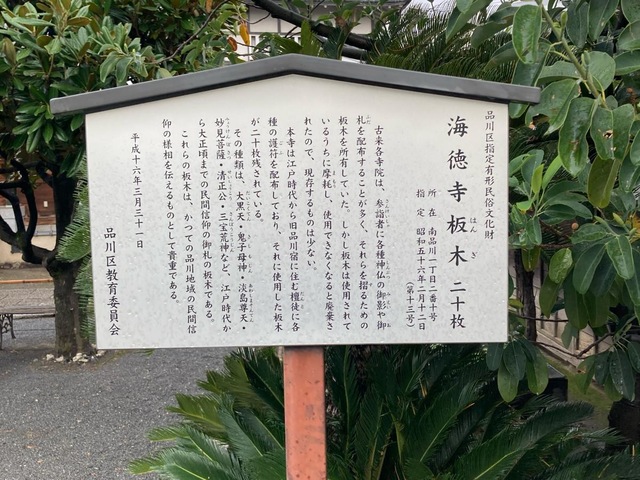 品川区指定有形民俗文化財
海徳寺板木 二十枚
はんぎ
所在 南品川一丁目二番十号
指定 昭和五十六年二月十二日
(第十三号)
古来各寺院は、参詣者に各種神仏の御影や御
札を配布することが多く、それらを摺るための
板木を所有していた。しかし板木は使用されて
いるうちに摩耗し、使用できなくなると廃棄さ
れたので、現存するものは少ない。
本寺は江戸時代から旧品川宿に住む檀徒に各
種の護符を配布しており、それに使用した板木
が二十枚残されている。
その種類は、大黒天・鬼子母神・淡島尊天・
妙見菩薩・清正公・三宝荒神など、江戸時代か
ら大正頃までの民間信仰の御札の板木である。
これらの板木は、かつての品川地域の民間信
仰の様相を伝えるものとして貴重である。
平成十六年三月三十一日
品川区教育委員会